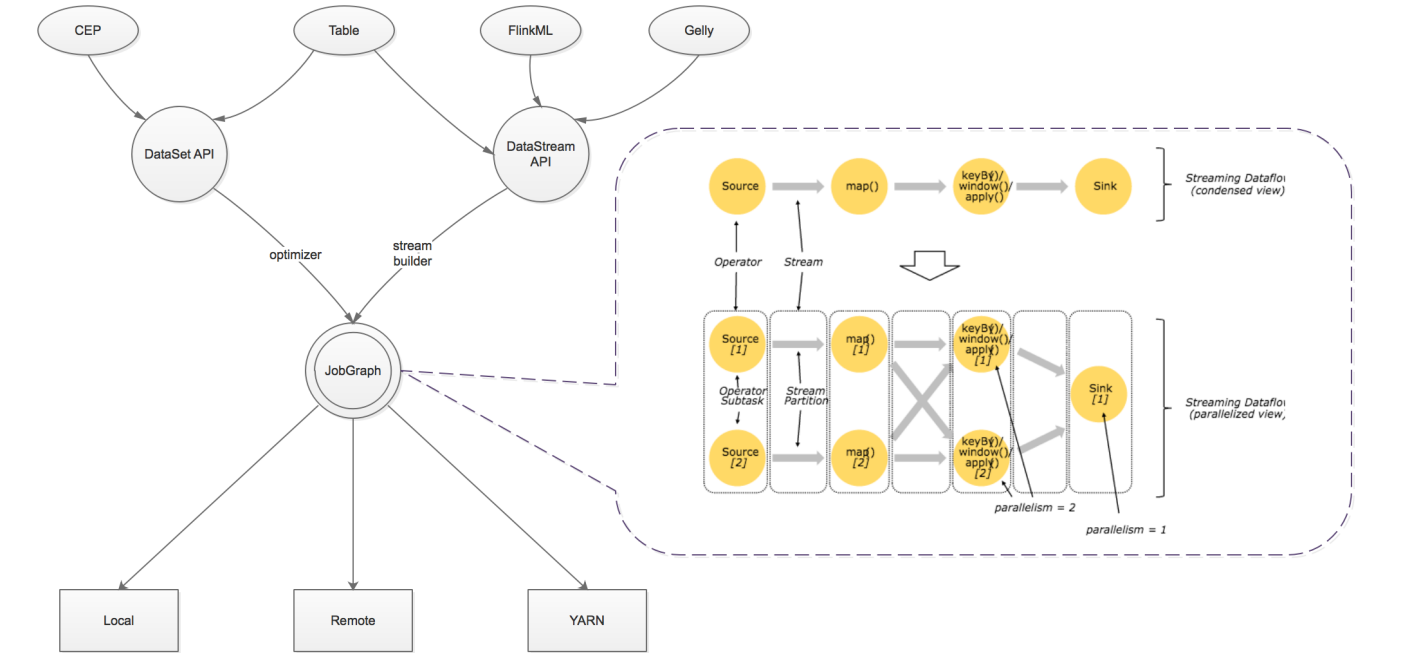 CEP
Table
FlinkML
Gelly
DataSet API
DataStream
API
optimizer
stream
builder
JobGraph
Local
Remote
YARN
Source
map()
keyBy()/
window()/
apply()
Sink
Streaming Dataflow
(condensed view)
Operator
Stream
Source
[1]
map()
[1]
keyBy()/
window()/
apply()
[1]
Operator
Subtask
Stream
Partition
Sink
[1]
Streaming Dataflow
(parallelized view)
Source
[2]
map()
[2]
keyBy()/
window()/
apply()
[2]
parallelism = 2
parallelism = 1